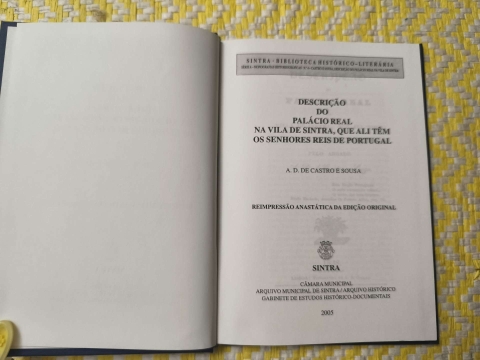 SINTRA - BIBLIOTECA HISTÓRICO-LITERÁRIA
DESCRIÇÃO
DO
PALÁCIO REAL
NA VILA DE SINTRA, QUE ALI TÊM
OS SENHORES REIS DE PORTUGAL
A. D. DE CASTRO E SOUSA
REIMPRESSÃO ANASTÁTICA DA EDIÇÃO ORIGINAL
SINTRA
CÂMARA MUNICIPAL
ARQUIVO MUNICIPAL DE SINTRA / ARQUIVO HISTÓRICO
GABINETE DE ESTUDOS HISTÓRICO-DOCUMENTAIS
2005